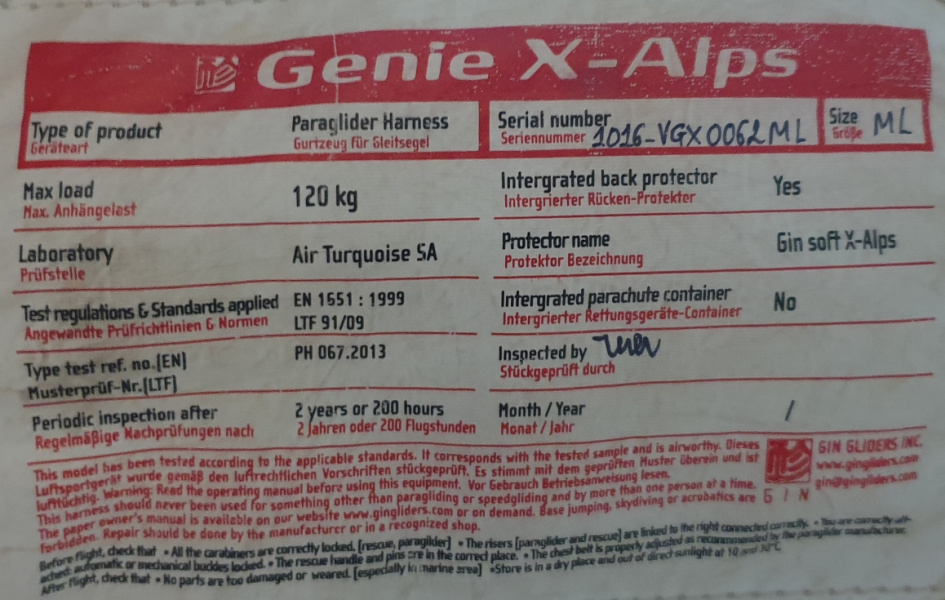 Genie X-Alps
Type of product
Geräteart
Paraglider Harness
Gurtzeug für Gleitsegel
Serial number
Seriennummer 1016-VGX0062ML
Size
Größe
ML
Max load
Max. Anhängelast
120 kg
Intergrated back protector
Intergrierter Rücken-Protekter
Yes
Laboratory
Prüfstelle
Air Turquoise SA
Protector name
Protektor Bezeichnung
Gin soft X-Alps
Test regulations & Standards applied
Angewandte Prüfrichtlinien & Normen
EN 1651 : 1999
LTF 91/09
Intergrated parachute container
Intergrierter Rettungsgeräte-Container
No
Type test ref. no.[EN]
Musterprüf-Nr.[LTF]
PH 067.2013
Inspected by
Stückgeprüft durch
Periodic inspection after
Regelmäßige Nachprüfungen nach
2 years or 200 hours
2 Jahren oder 200 Flugstunden
Month / Year
Monat / Jahr
/
This model has been tested according to the applicable standards. It corresponds with the tested sample and is airworthy. Dieses
Luftsportgerät wurde gemäß den luftrechtlichen Vorschriften stückgeprüft. Es stimmt mit dem geprüften Muster überein und ist
lufttüchtig. Warning: Read the operating manual before using this equipment. Vor Gebrauch Betriebsanweisung lesen.
This harness should never been used for something other than paragliding or speedgliding and by more than one person at a time.
The paper owner's manual is available on our website www.gingliders.com or on demand. Base jumping, skydiving or acrobatics are
forbidden. Repair should be done by the manufacturer or in a recognized shop.
GIN
GIN GLIDERS INC.
www.gingliders.com
gin@gingliders.com
Before flight, check that • All the carabiners are correctly locked. [rescue, paraglider] • The risers [paraglider and rescue] are linked to the right connected correctly. • You are correctly att-
ached: automatic or mechanical buckles locked. • The rescue handle and pins are in the correct place. • The chest belt is properly adjusted as recommended by the paraglider manufacturer.
After flight, check that • No parts are too damaged or weared. [especially in marine area] • Store is in a dry place and out of direct sunlight at 10 and 30°C